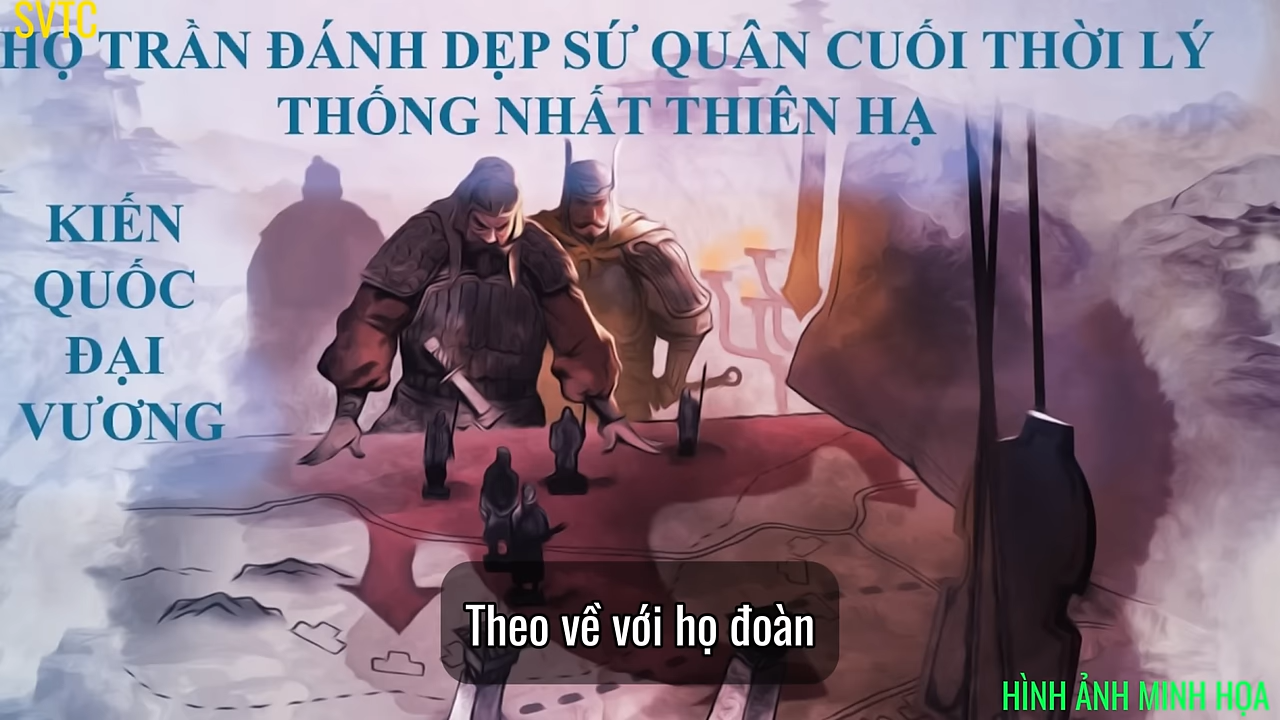 SVTC
HỌ TRẦN ĐÁNH DẸP SỨ QUÂN CUỐI THỜI LÝ
THỐNG NHẤT THIÊN HẠ
KIẾN
QUỐC
ĐẠI
VƯƠNG
Theo về với họ đoàn
HÌNH ẢNH MINH HỌA